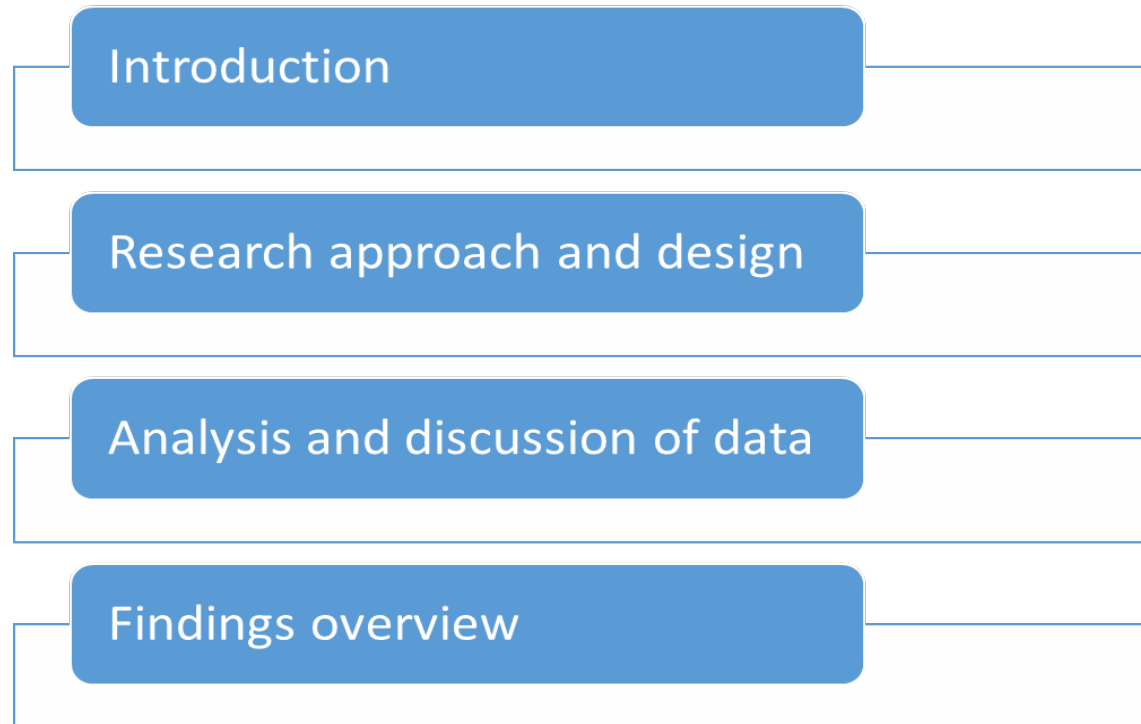 Introduction
Research approach and design
Analysis and discussion of data
Findings overview